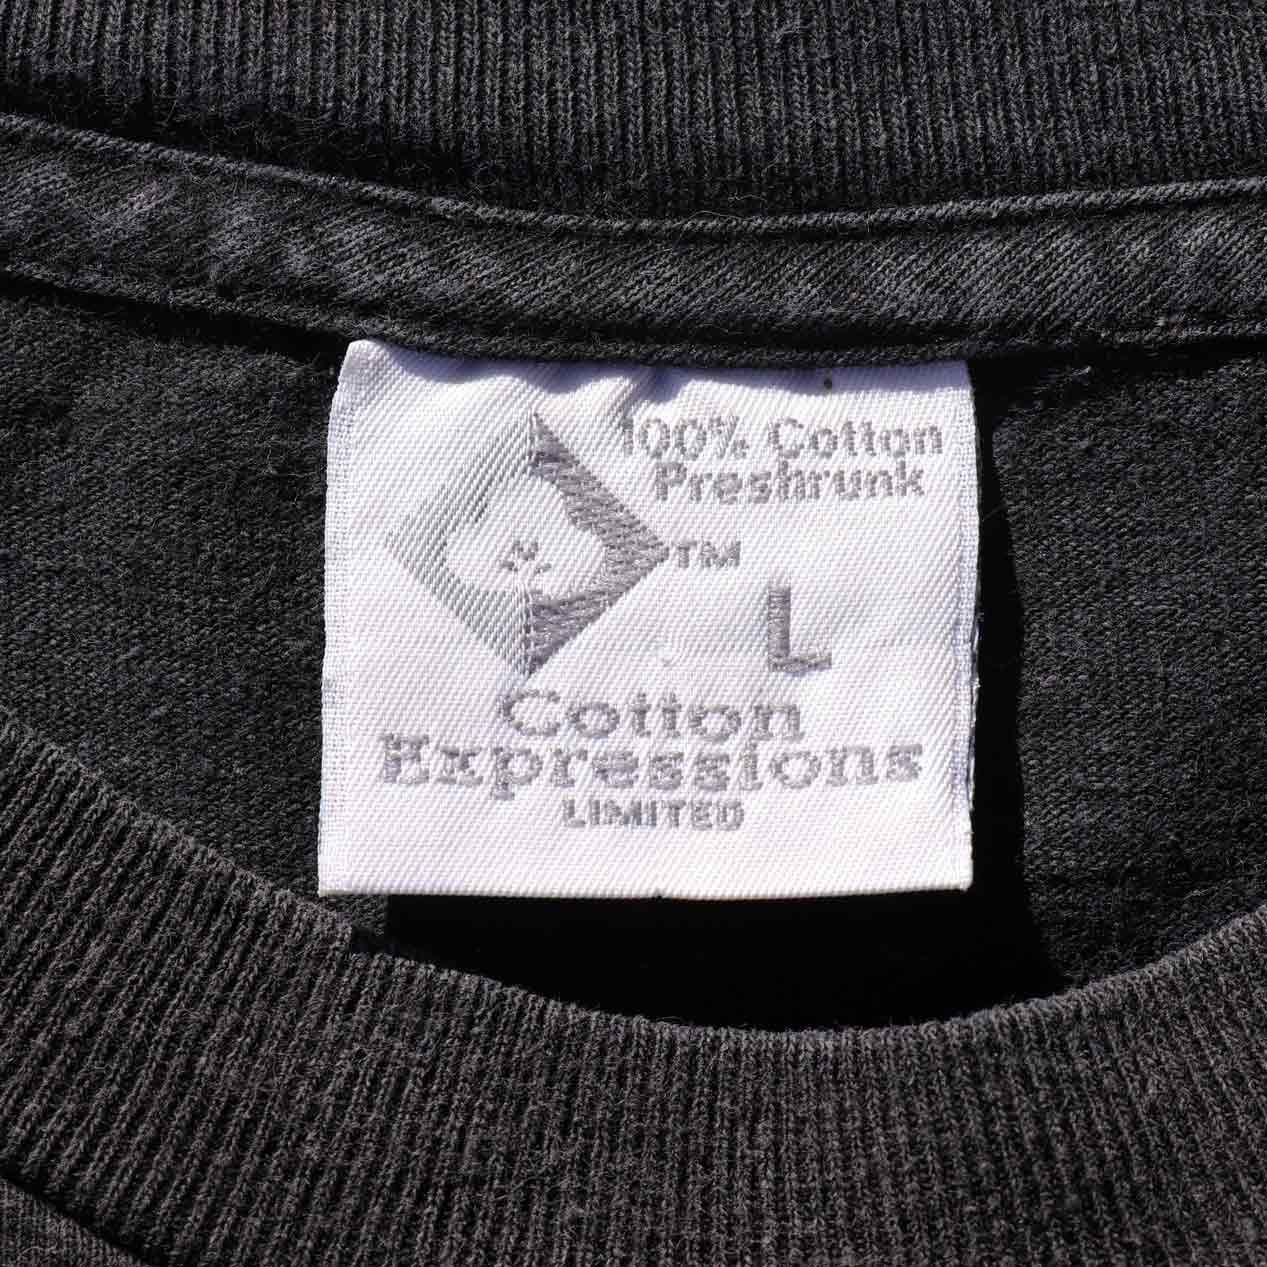 100% Cotton
Preshrunk
TM
L
Cotton
Expressions
LIMITED